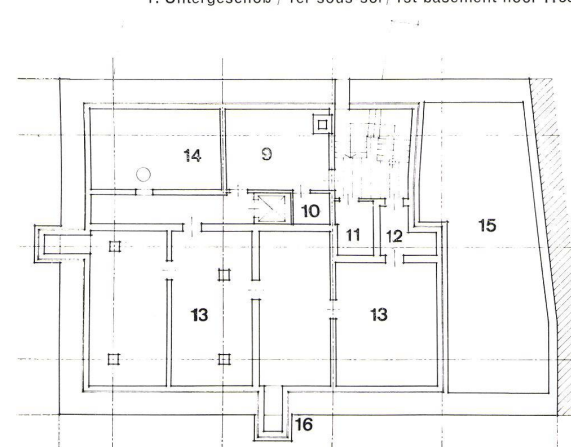 1. Untergeschoß / 1er sous-sol / 1st basement floor
14 9
10
11 12 15
13 13
16